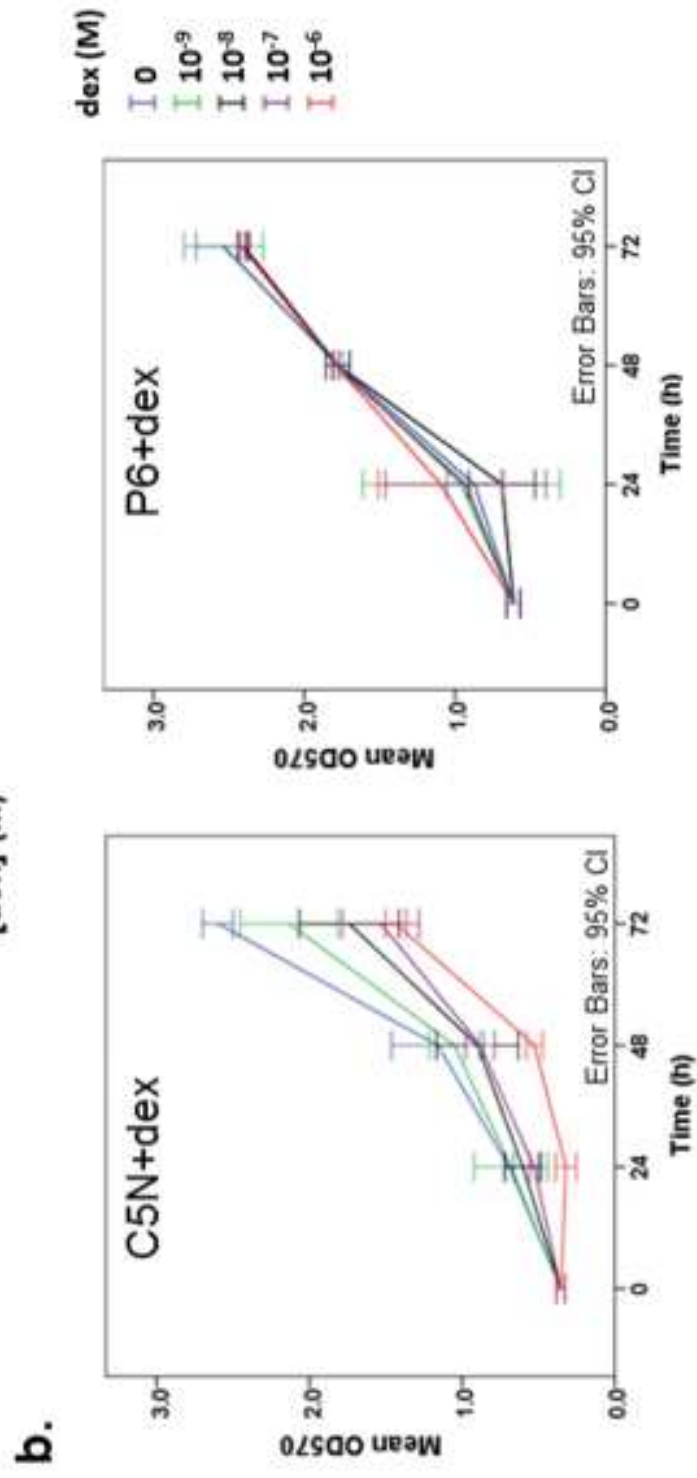 b.
C5N+dex
Mean OD570
3.0
2.0
1.0
0.0
0
24
48
72
Time (h)
Error Bars: 95% CI
P6+dex
Mean OD570
3.0
2.0
1.0
0.0
0
24
48
72
Time (h)
Error Bars: 95% CI
dex (M)
0
10⁻⁹
10⁻⁸
10⁻⁷
10⁻⁶